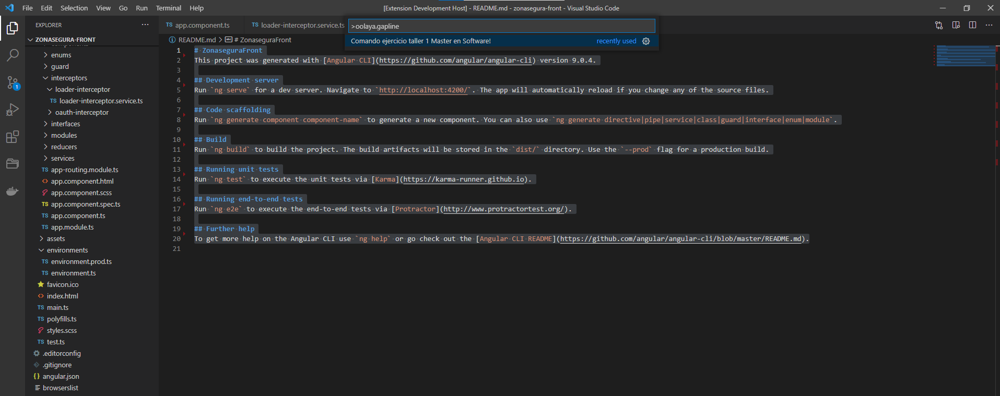 File Edit Selection View Go Run Terminal Help
[Extension Development Host] - README.md - zonasegura-front - Visual Studio Code
EXPLORER
ZONASEGURA-FRONT
enums
guard
interceptors
loader-interceptor
TS loader-interceptor.service.ts
oauth-interceptor
interfaces
modules
reducers
services
TS app-routing.module.ts
<> app.component.html
app.component.scss
TS app.component.spec.ts
TS app.component.ts
TS app.module.ts
assets
environments
TS environment.prod.ts
TS environment.ts
favicon.ico
<> index.html
TS main.ts
TS polyfills.ts
styles.scss
TS test.ts
.editorconfig
.gitignore
{} angular.json
browserslist
1
TS app.component.ts
TS loader-interceptor.service.ts
>oolaya.gapline
Comando ejercicio taller 1 Master en Software! recently used
README.md > abc # ZonaseguraFront
1 # ZonaseguraFront
2 This project was generated with [Angular CLI](https://github.com/angular/angular-cli) version 9.0.4.
3
4 ## Development server
5 Run `ng serve` for a dev server. Navigate to `http://localhost:4200/`. The app will automatically reload if you change any of the source files.
6
7 ## Code scaffolding
8 Run `ng generate component component-name` to generate a new component. You can also use `ng generate directive|pipe|service|class|guard|interface|enum|module`.
9
10 ## Build
11 Run `ng build` to build the project. The build artifacts will be stored in the `dist/` directory. Use the `--prod` flag for a production build.
12
13 ## Running unit tests
14 Run `ng test` to execute the unit tests via [Karma](https://karma-runner.github.io).
15
16 ## Running end-to-end tests
17 Run `ng e2e` to execute the end-to-end tests via [Protractor](http://www.protractortest.org/).
18
19 ## Further help
20 To get more help on the Angular CLI use `ng help` or go check out the [Angular CLI README](https://github.com/angular/angular-cli/blob/master/README.md).
21